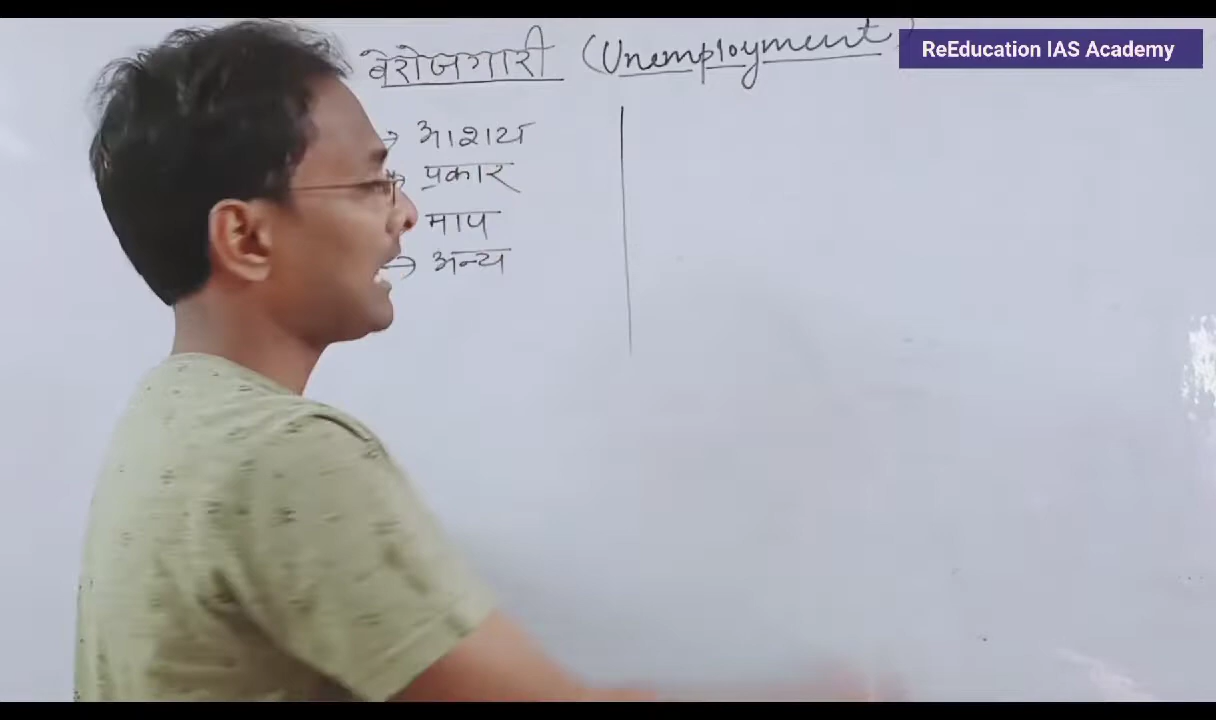 बेरोजगारी (Unemployment)
ReEducation IAS Academy
→ आशय
→ प्रकार
माप
→ अन्य